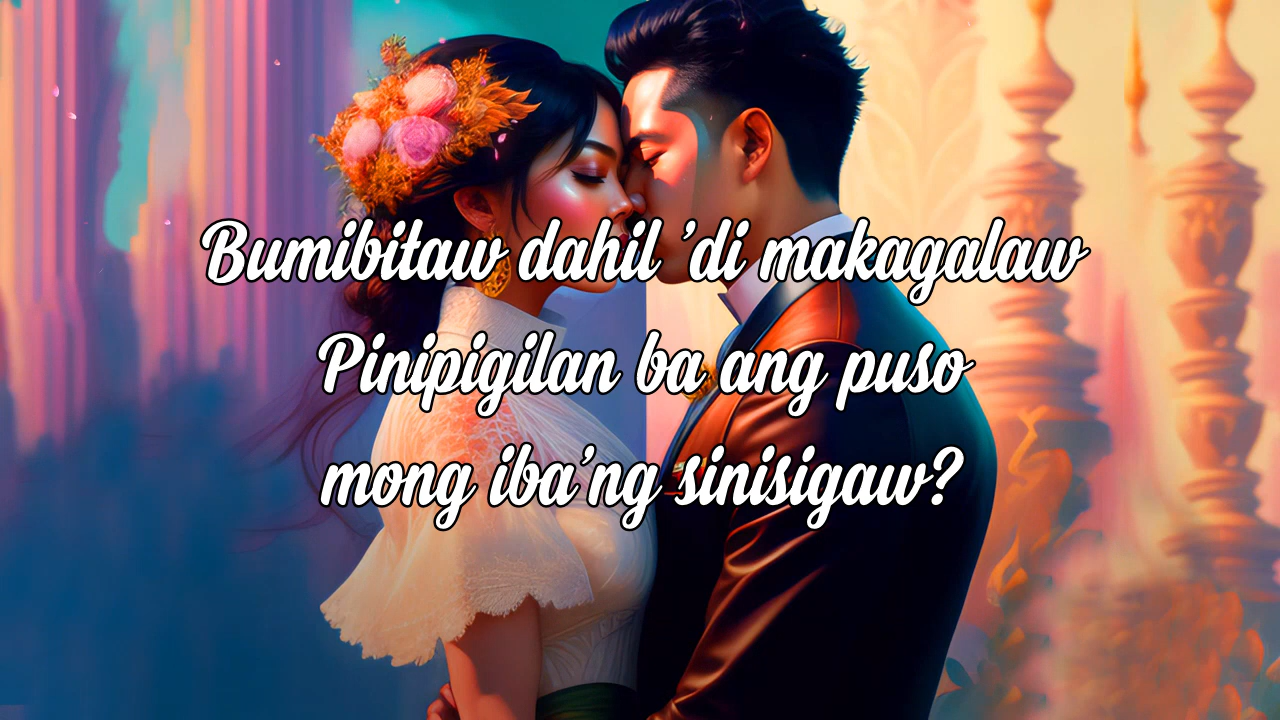 Bumibitaw dahil 'di makagalaw
Pinipigilan ba ang puso
mong iba'ng sinisigaw?